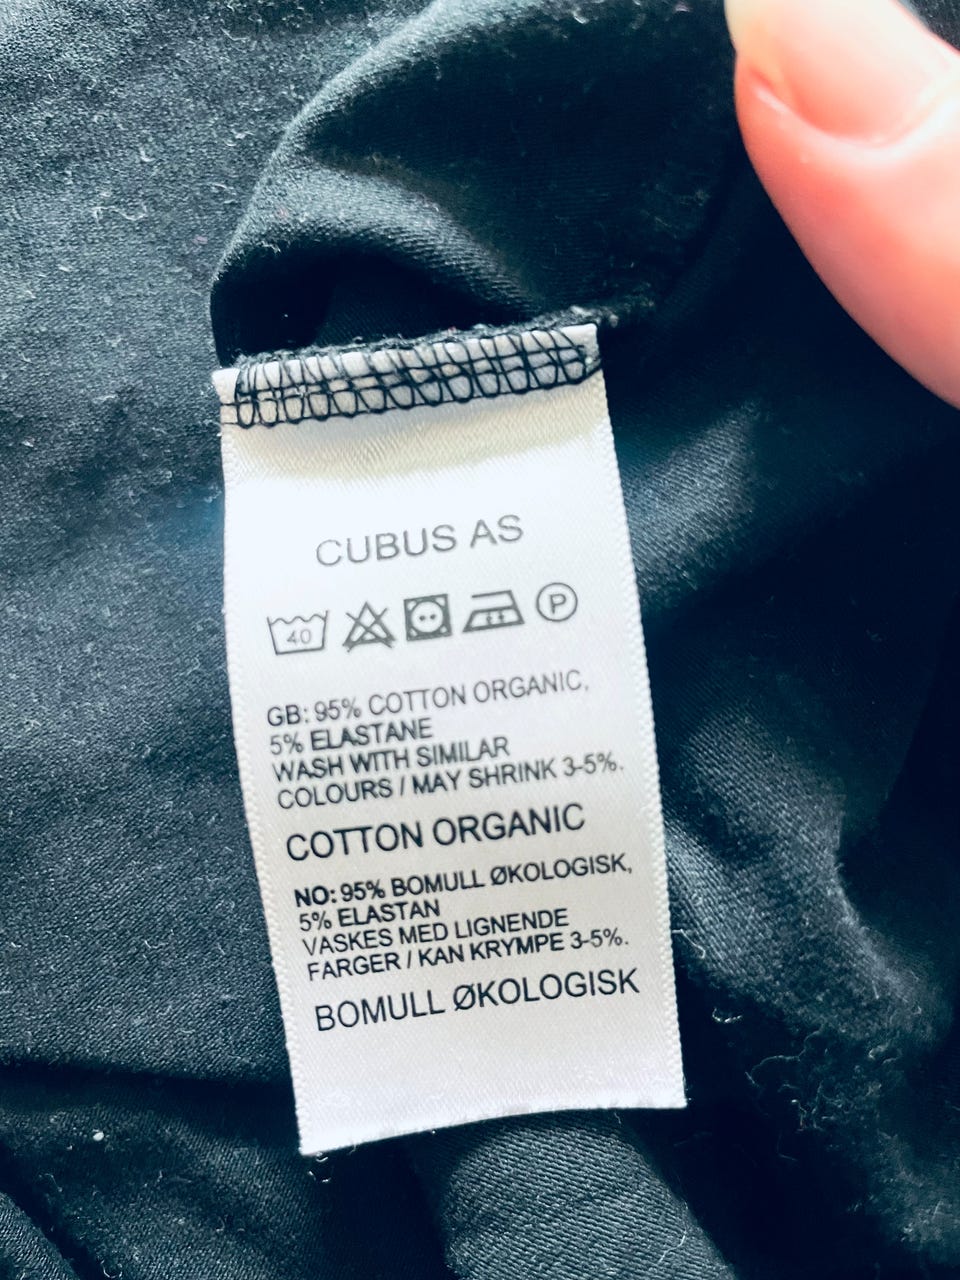 CUBUS AS
40 P
GB: 95% COTTON ORGANIC,
5% ELASTANE
WASH WITH SIMILAR
COLOURS / MAY SHRINK 3-5%.
COTTON ORGANIC
NO: 95% BOMULL ØKOLOGISK,
5% ELASTAN
VASKES MED LIGNENDE
FARGER / KAN KRYMPE 3-5%.
BOMULL ØKOLOGISK